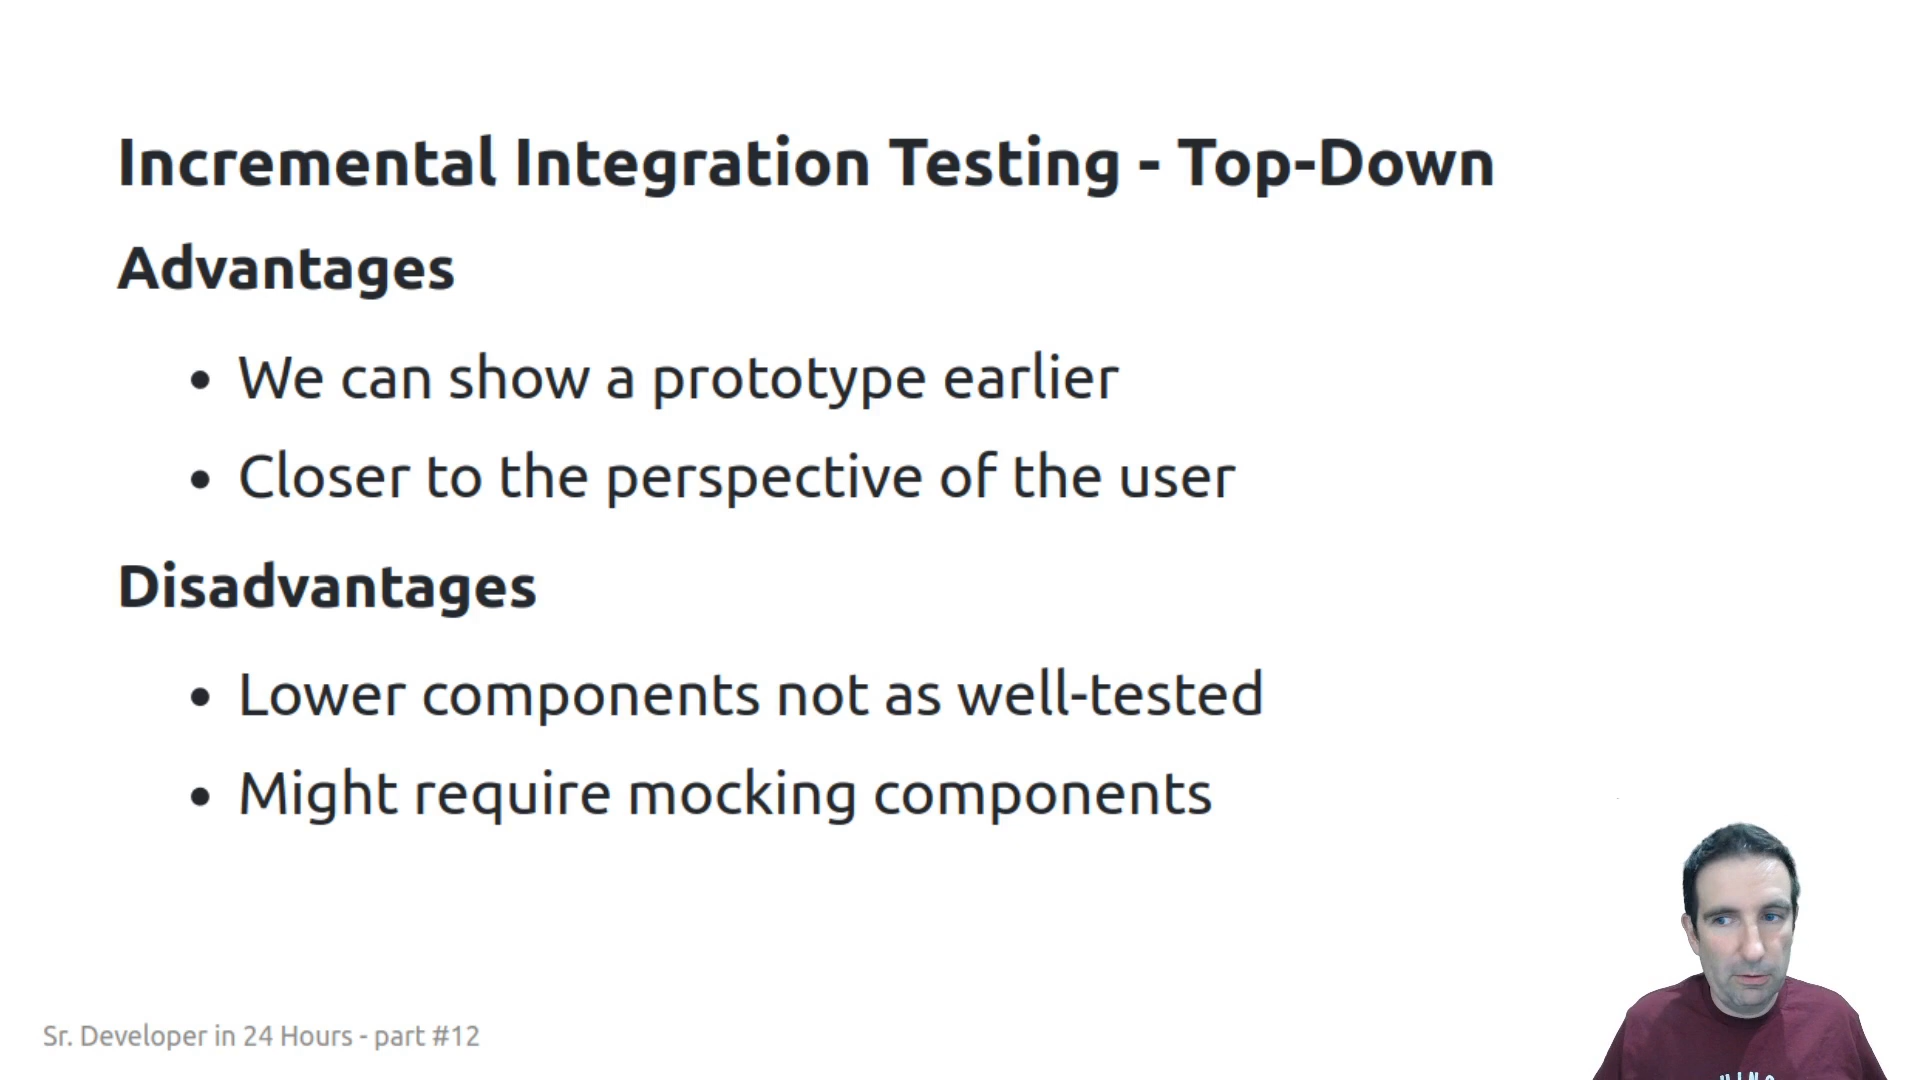 Incremental Integration Testing - Top-Down
Advantages
• We can show a prototype earlier
• Closer to the perspective of the user
Disadvantages
• Lower components not as well-tested
• Might require mocking components
Sr. Developer in 24 Hours - part #12